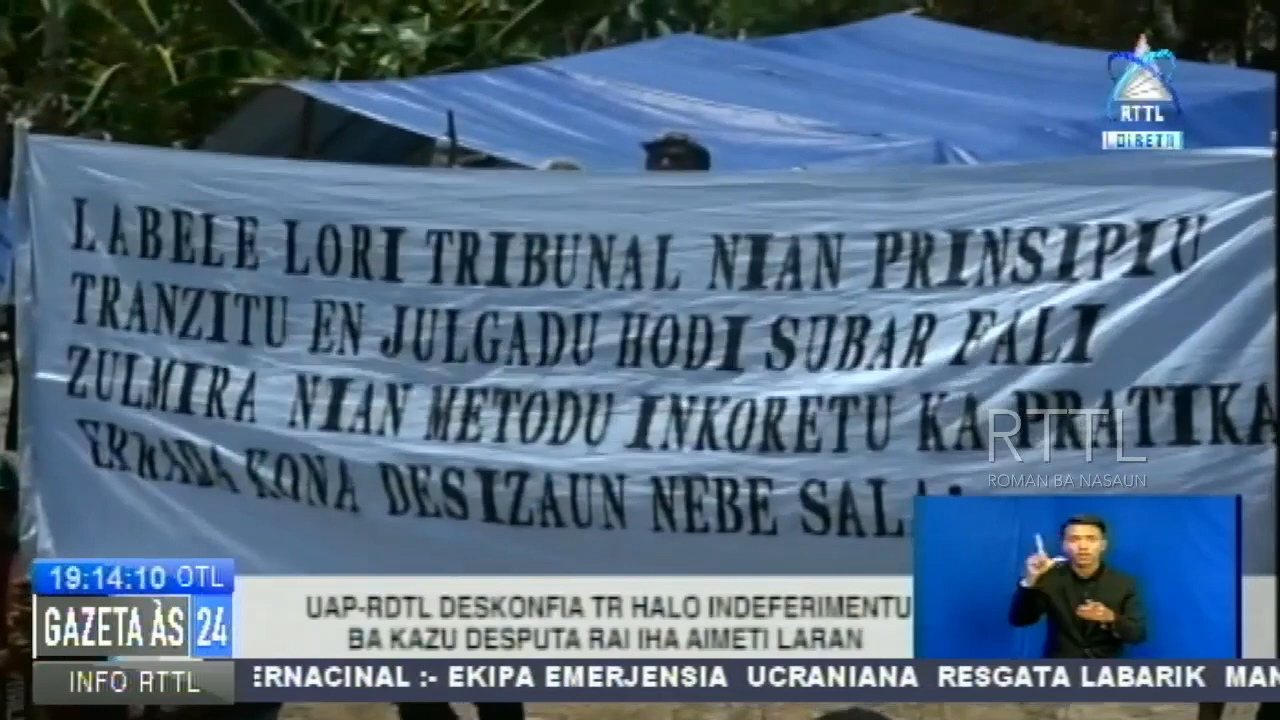 RTTL
DIRETO
LABELE LORI TRIBUNAL NIAN PRINSIPIU
TRANZITU EN JULGADU HODI SUBAR FALI
ZULMIRA NIAN METODU INKORETU KA PRATIKA
ERRADA KONA DESIZAUN NEBE SALA
RTTL
ROMAN BA NASAUN
19:14:10 OTL
GAZETA ÀS 24
UAP-RDTL DESKONFIA TR HALO INDEFERIMENTU
BA KAZU DESPUTA RAI IHA AIMETI LARAN
INFO RTTL
ERNACINAL :- EKIPA EMERJENSIA UCRANIANA RESGATA LABARIK MAN